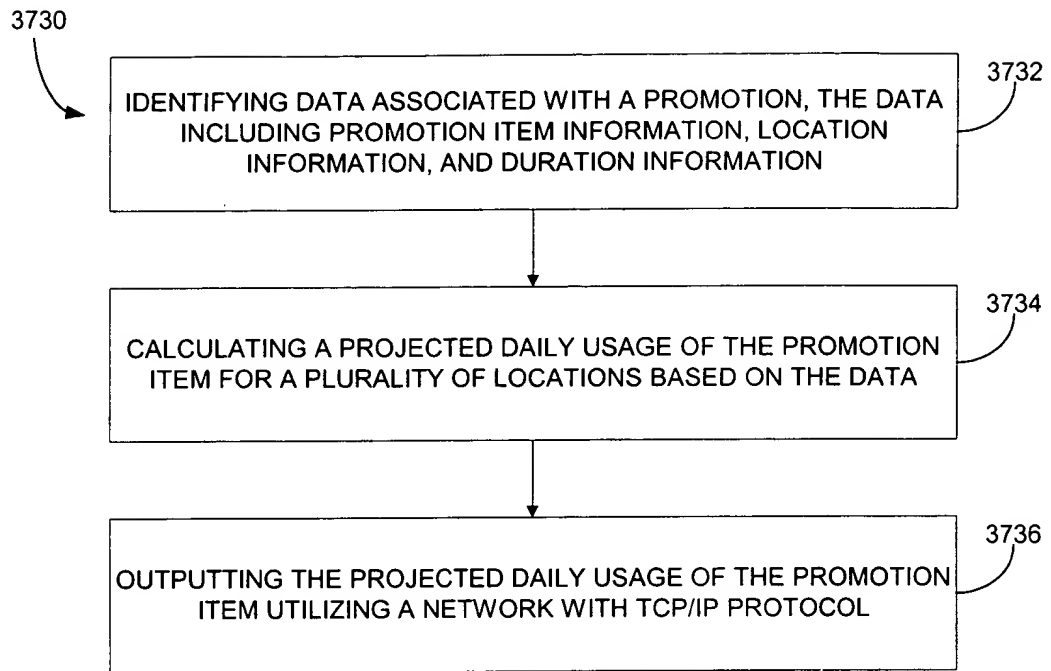 3730
3732
IDENTIFYING DATA ASSOCIATED WITH A PROMOTION, THE DATA
INCLUDING PROMOTION ITEM INFORMATION, LOCATION
INFORMATION, AND DURATION INFORMATION
3734
CALCULATING A PROJECTED DAILY USAGE OF THE PROMOTION
ITEM FOR A PLURALITY OF LOCATIONS BASED ON THE DATA
3736
OUTPUTTING THE PROJECTED DAILY USAGE OF THE PROMOTION
ITEM UTILIZING A NETWORK WITH TCP/IP PROTOCOL